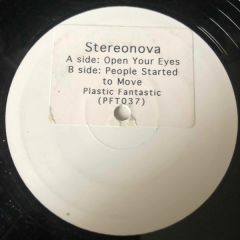 Stereonova
A side: Open Your Eyes
B side: People Started
to Move
Plastic Fantastic
(PFT037)